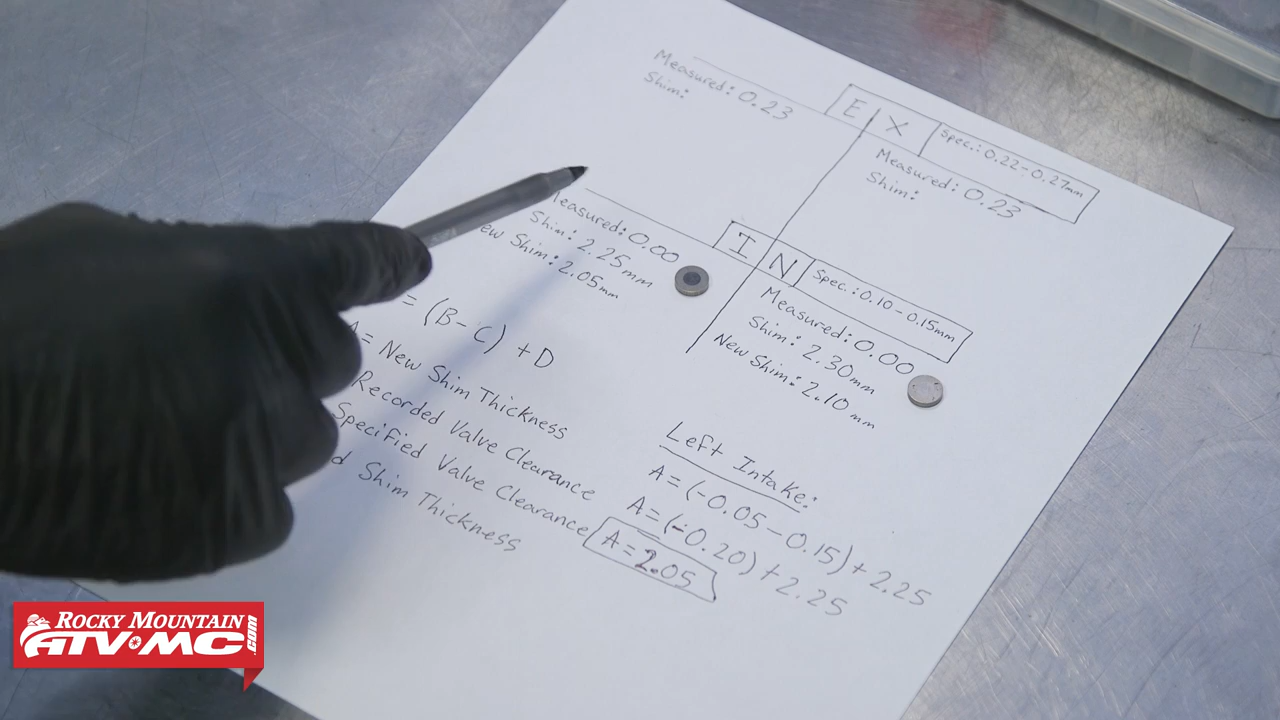 Measured: 0.23
Shim:
EX
Spec.: 0.22-0.27mm
Measured: 0.23
Shim:
Measured: 0.00
Shim: 2.25mm
New Shim: 2.05mm
IN
Spec.: 0.10-0.15mm
Measured: 0.00
Shim: 2.30mm
New Shim: 2.10mm
= (B-C) + D
A = New Shim Thickness
Recorded Valve Clearance
Specified Valve Clearance
Shim Thickness
Left Intake:
A=(-0.05-0.15)+2.25
A=(-0.20)+2.25
A=2.05
ROCKY MOUNTAIN
ATV•MC.com